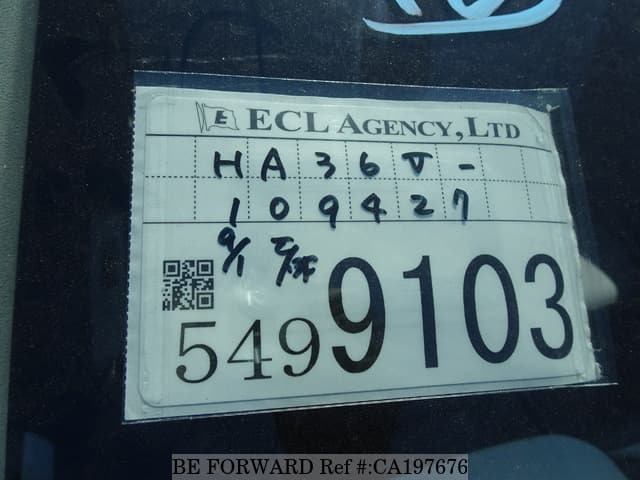 E ECL AGENCY, LTD
HA36V-
109427
9/1
5499103
BE FORWARD Ref #:CA197676